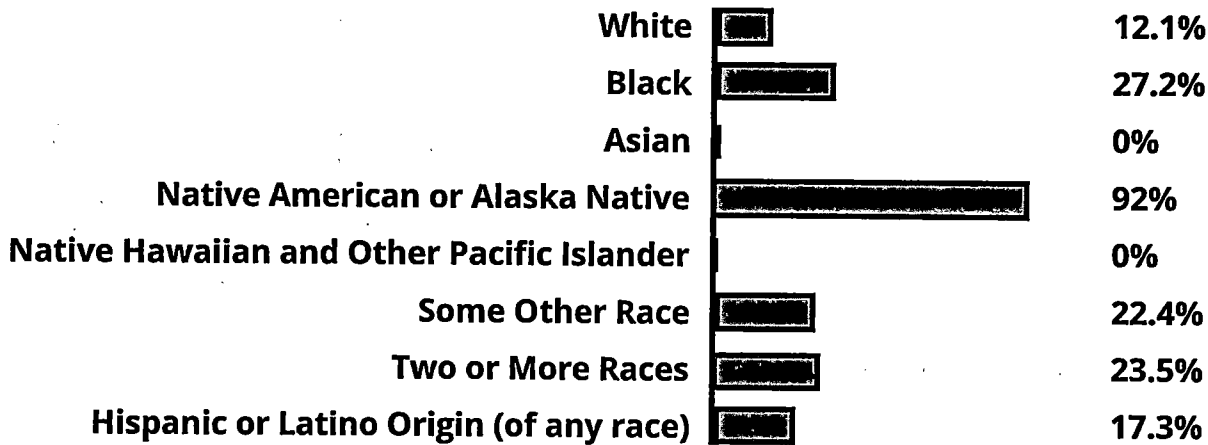 White 12.1%
Black 27.2%
Asian 0%
Native American or Alaska Native 92%
Native Hawaiian and Other Pacific Islander 0%
Some Other Race 22.4%
Two or More Races 23.5%
Hispanic or Latino Origin (of any race) 17.3%